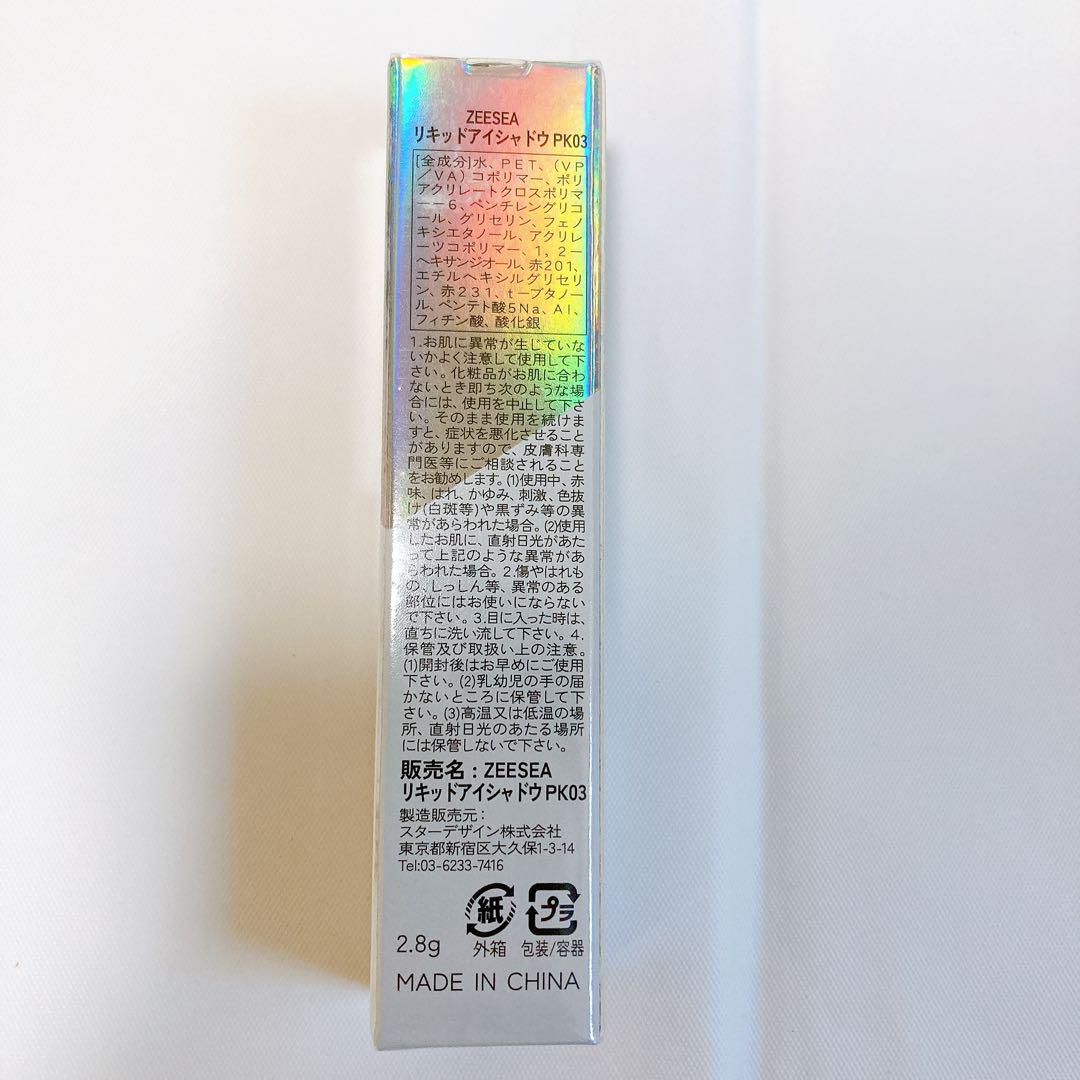 ZEESEA
リキッドアイシャドウ PK03
[全成分]水、PET、(VP
/VA)コポリマー、ポリ
アクリレートクロスポリマ
ー−6、ペンチレングリコ
ール、グリセリン、フェノ
キシエタノール、アクリレ
ーツコポリマー、1,2−
ヘキサンジオール、赤201、
エチルヘキシルグリセリ
ン、赤231、t−ブタノー
ル、ペンテト酸5Na、Al、
フィチン酸、酸化銀
1.お肌に異常が生じていな
いかよく注意して使用して下
さい。化粧品がお肌に合わ
ないとき即ち次のような場
合には、使用を中止して下さ
い。そのまま使用を続けま
すと、症状を悪化させること
がありますので、皮膚科専
門医等にご相談されること
をお勧めします。(1)使用中、赤
味、はれ、かゆみ、刺激、色抜
け(白斑等)や黒ずみ等の異
常があらわれた場合。(2)使用
したお肌に、直射日光があた
って上記のような異常があ
らわれた場合。2.傷やはれも
の、しっしん等、異常のある
部位にはお使いにならない
で下さい。3.目に入った時は、
直ちに洗い流して下さい。4.
保管及び取扱い上の注意。
(1)開封後はお早めにご使用
下さい。(2)乳幼児の手の届
かないところに保管して下
さい。(3)高温又は低温の場
所、直射日光のあたる場所
には保管しないで下さい。
販売名：ZEESEA
リキッドアイシャドウ PK03
製造販売元：
スターデザイン株式会社
東京都新宿区大久保1-3-14
Tel:03-6233-7416
紙 プラ
2.8g 外箱 包装/容器
MADE IN CHINA